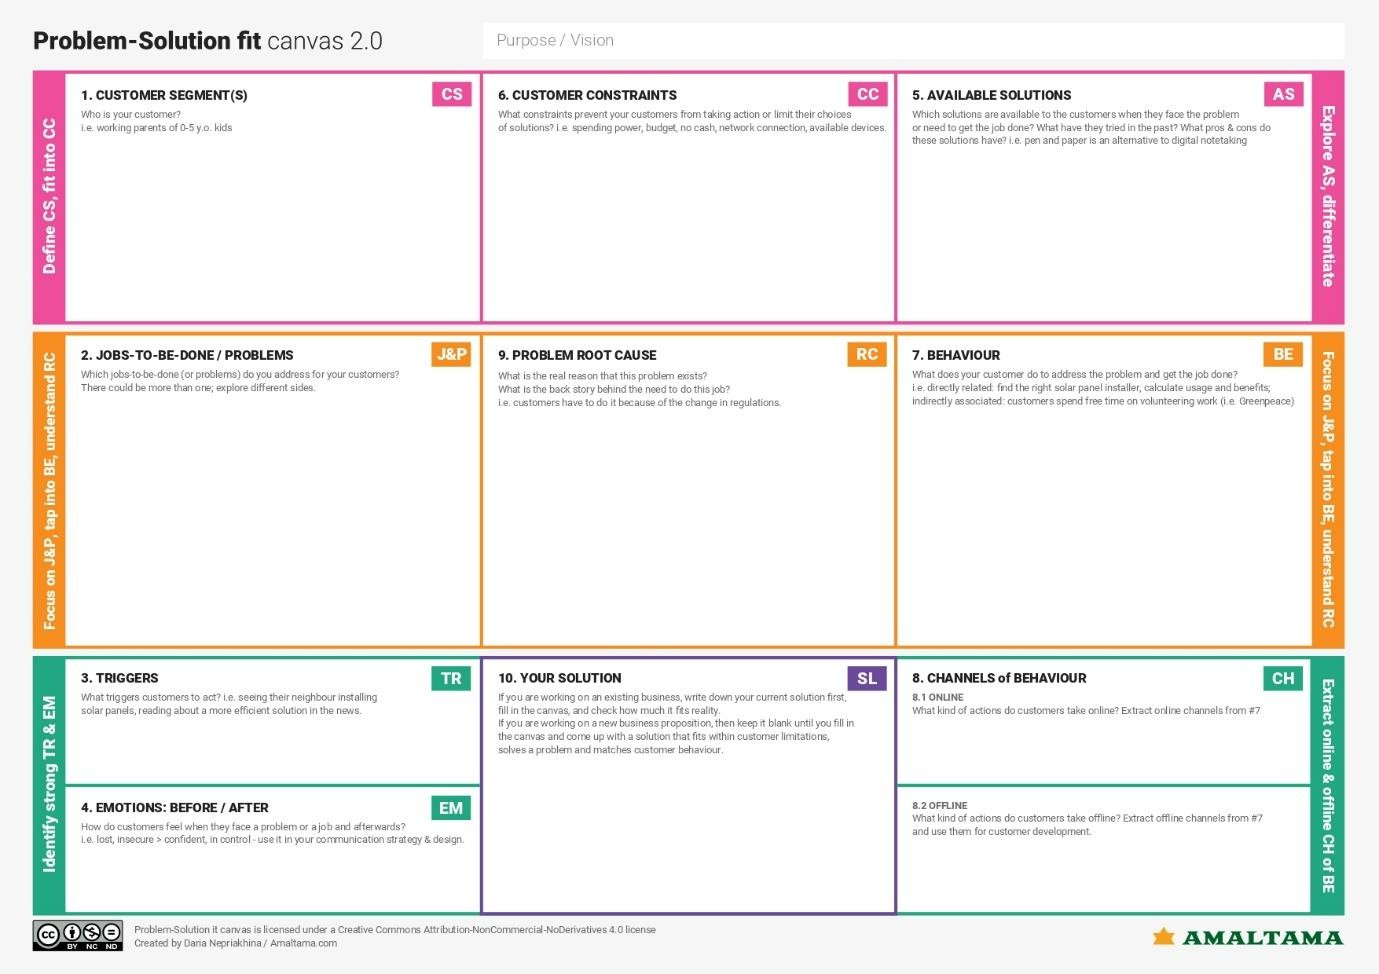 Problem-Solution fit canvas 2.0
Purpose / Vision
Define CS, fit into CC
1. CUSTOMER SEGMENT(S)
CS
Who is your customer?
i.e. working parents of 0-5 y.o. kids
6. CUSTOMER CONSTRAINTS
CC
What constraints prevent your customers from taking action or limit their choices
of solutions? i.e. spending power, budget, no cash, network connection, available devices.
5. AVAILABLE SOLUTIONS
AS
Which solutions are available to the customers when they face the problem
or need to get the job done? What have they tried in the past? What pros & cons do
these solutions have? i.e. pen and paper is an alternative to digital notetaking
Explore AS, differentiate
Focus on J&P, tap into BE, understand RC
2. JOBS-TO-BE-DONE / PROBLEMS
J&P
Which jobs-to-be-done (or problems) do you address for your customers?
There could be more than one; explore different sides.
9. PROBLEM ROOT CAUSE
RC
What is the real reason that this problem exists?
What is the back story behind the need to do this job?
i.e. customers have to do it because of the change in regulations.
7. BEHAVIOUR
BE
What does your customer do to address the problem and get the job done?
i.e. directly related: find the right solar panel installer, calculate usage and benefits;
indirectly associated: customers spend free time on volunteering work (i.e. Greenpeace)
Focus on J&P, tap into BE, understand RC
Identify strong TR & EM
3. TRIGGERS
TR
What triggers customers to act? i.e. seeing their neighbour installing
solar panels, reading about a more efficient solution in the news.
4. EMOTIONS: BEFORE / AFTER
EM
How do customers feel when they face a problem or a job and afterwards?
i.e. lost, insecure > confident, in control - use it in your communication strategy & design.
10. YOUR SOLUTION
SL
If you are working on an existing business, write down your current solution first,
fill in the canvas, and check how much it fits reality.
If you are working on a new business proposition, then keep it blank until you fill in
the canvas and come up with a solution that fits within customer limitations,
solves a problem and matches customer behaviour.
8. CHANNELS of BEHAVIOUR
CH
8.1 ONLINE
What kind of actions do customers take online? Extract online channels from #7
8.2 OFFLINE
What kind of actions do customers take offline? Extract offline channels from #7
and use them for customer development.
Extract online & offline CH of BE
cc BY NC ND
Problem-Solution it canvas is licensed under a Creative Commons Attribution-NonCommercial-NoDerivatives 4.0 license
Created by Daria Nepriakhina / Amaltama.com
AMALTAMA